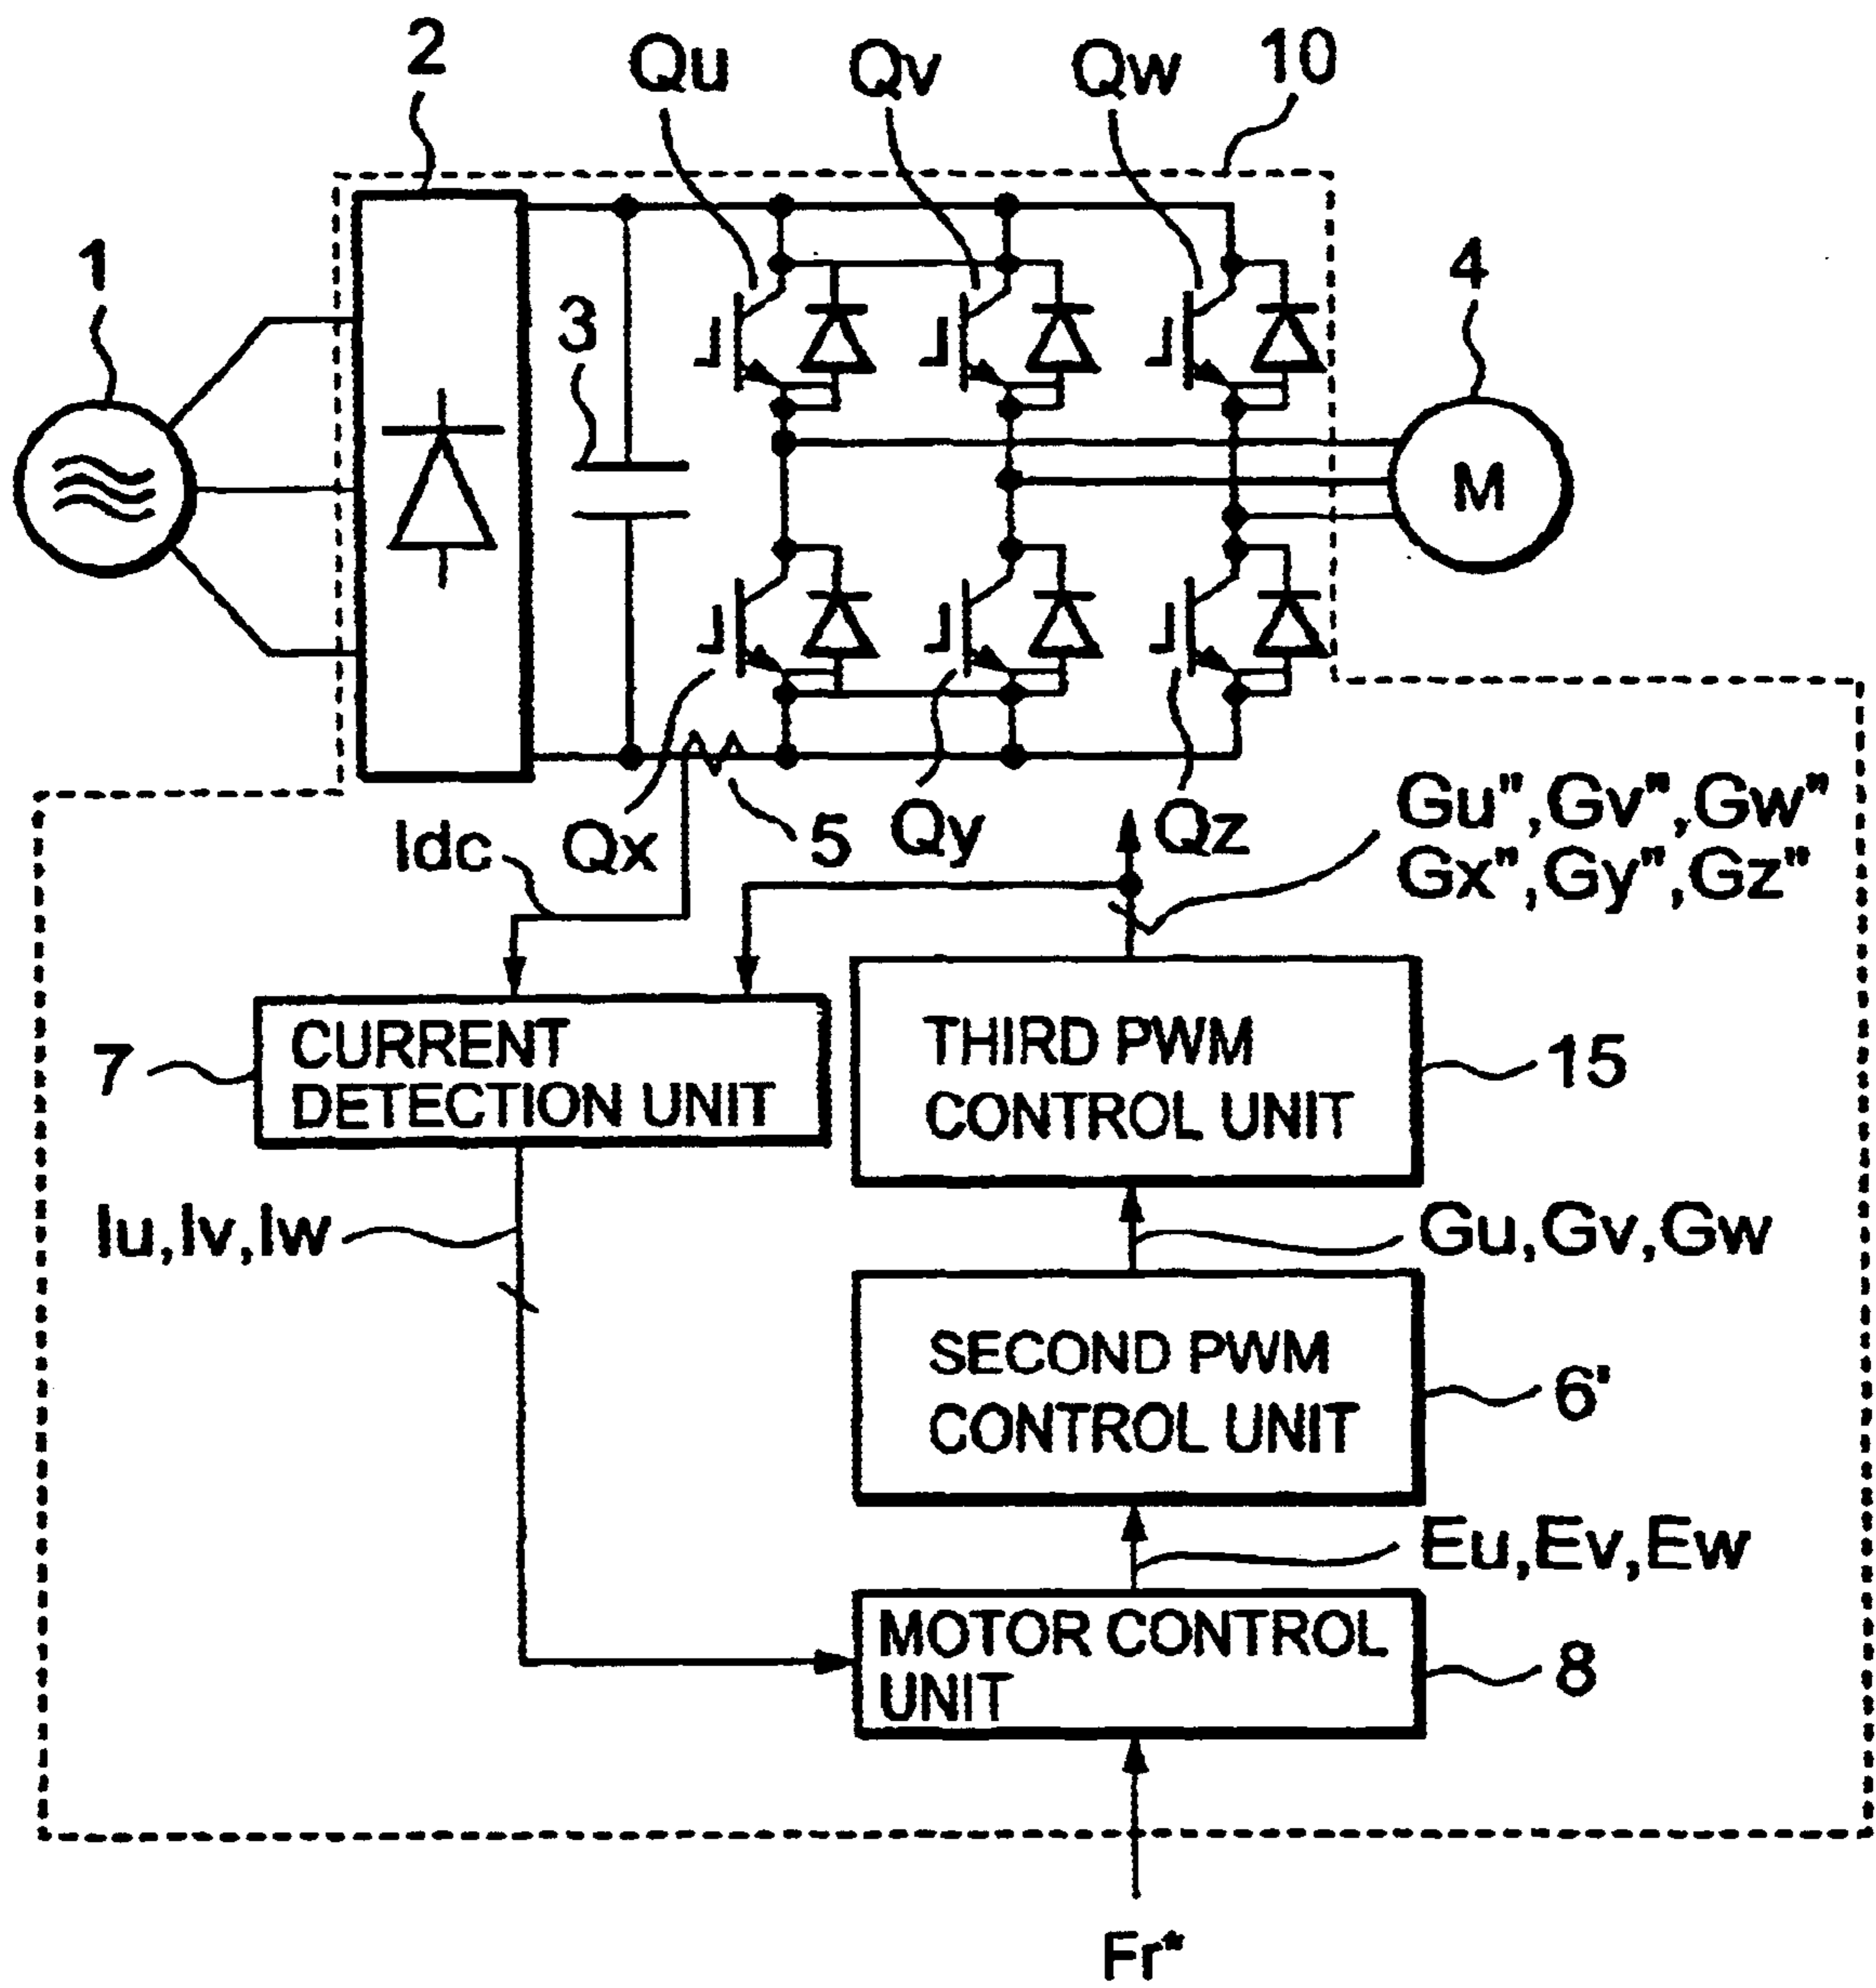 2
Qu
Qv
Qw
10
1
3
4
M
Idc
Qx
5
Qy
Qz
Gu",Gv",Gw"
Gx",Gy",Gz"
7
CURRENT
DETECTION UNIT
THIRD PWM
CONTROL UNIT
15
Iu,Iv,Iw
Gu,Gv,Gw
SECOND PWM
CONTROL UNIT
6'
Eu,Ev,Ew
MOTOR CONTROL
UNIT
8
Fr*